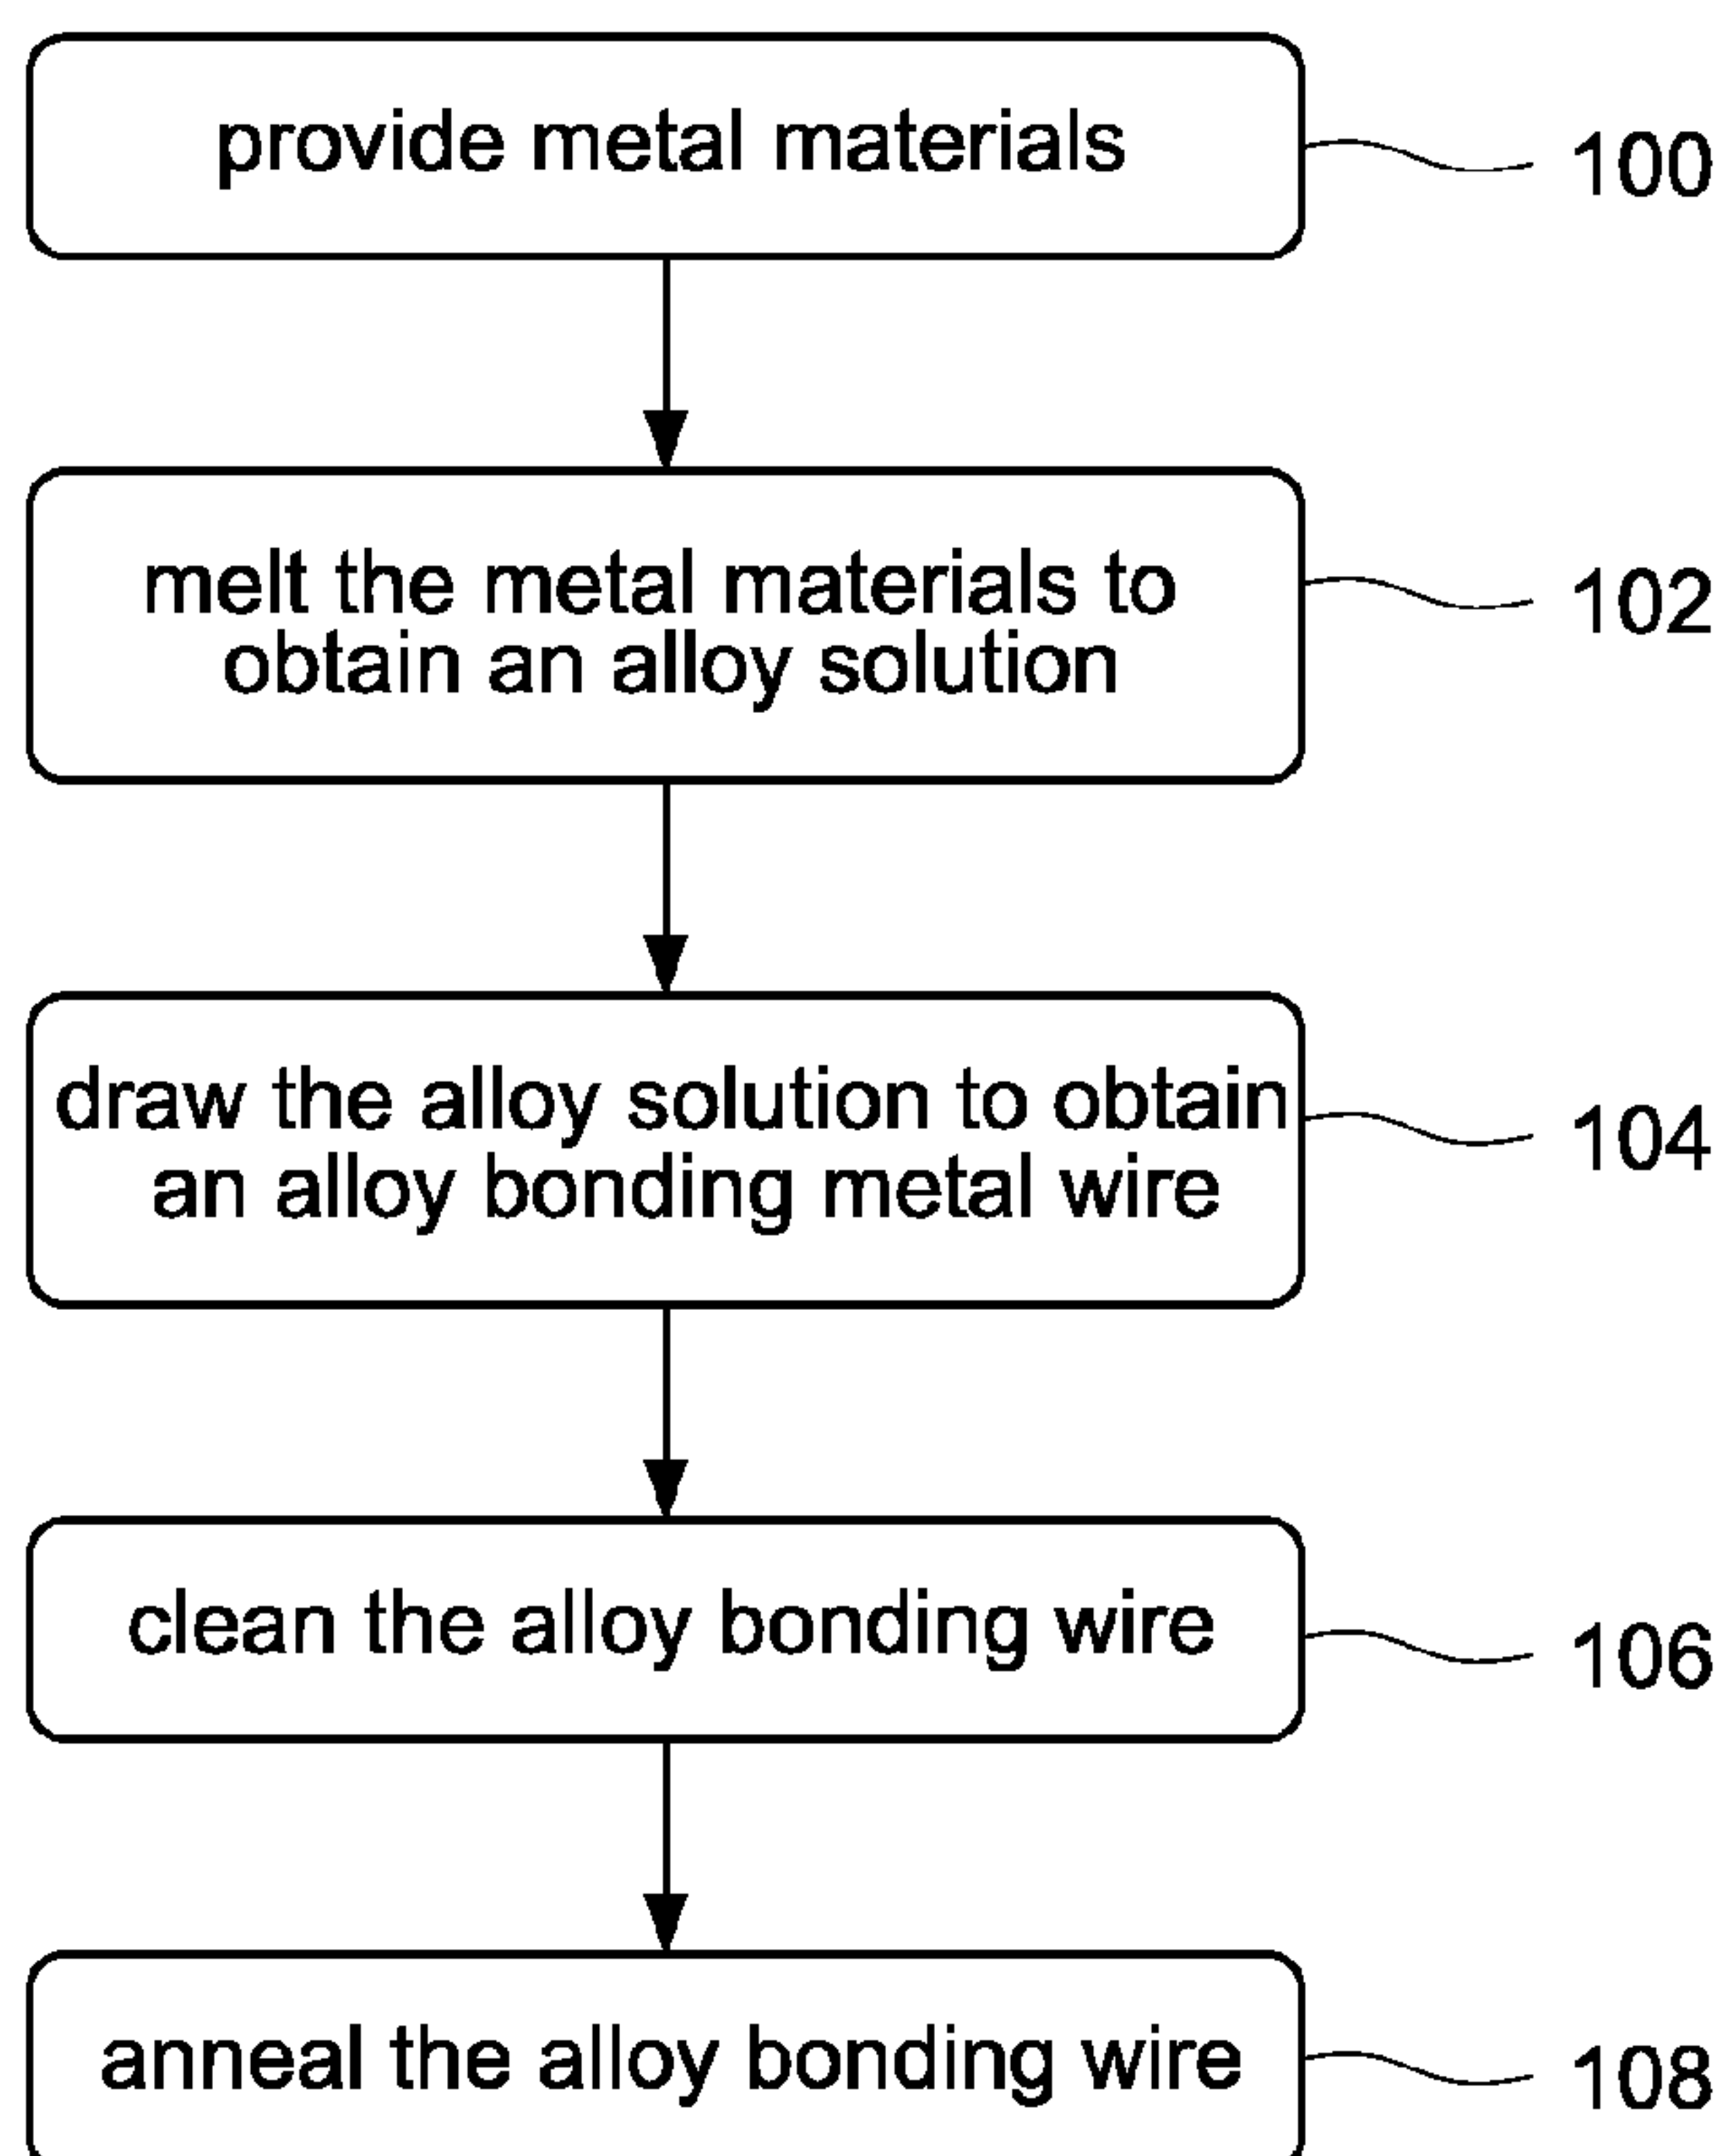 provide metal materials
100
melt the metal materials to
obtain an alloy solution
102
draw the alloy solution to obtain
an alloy bonding metal wire
104
clean the alloy bonding wire
106
anneal the alloy bonding wire
108